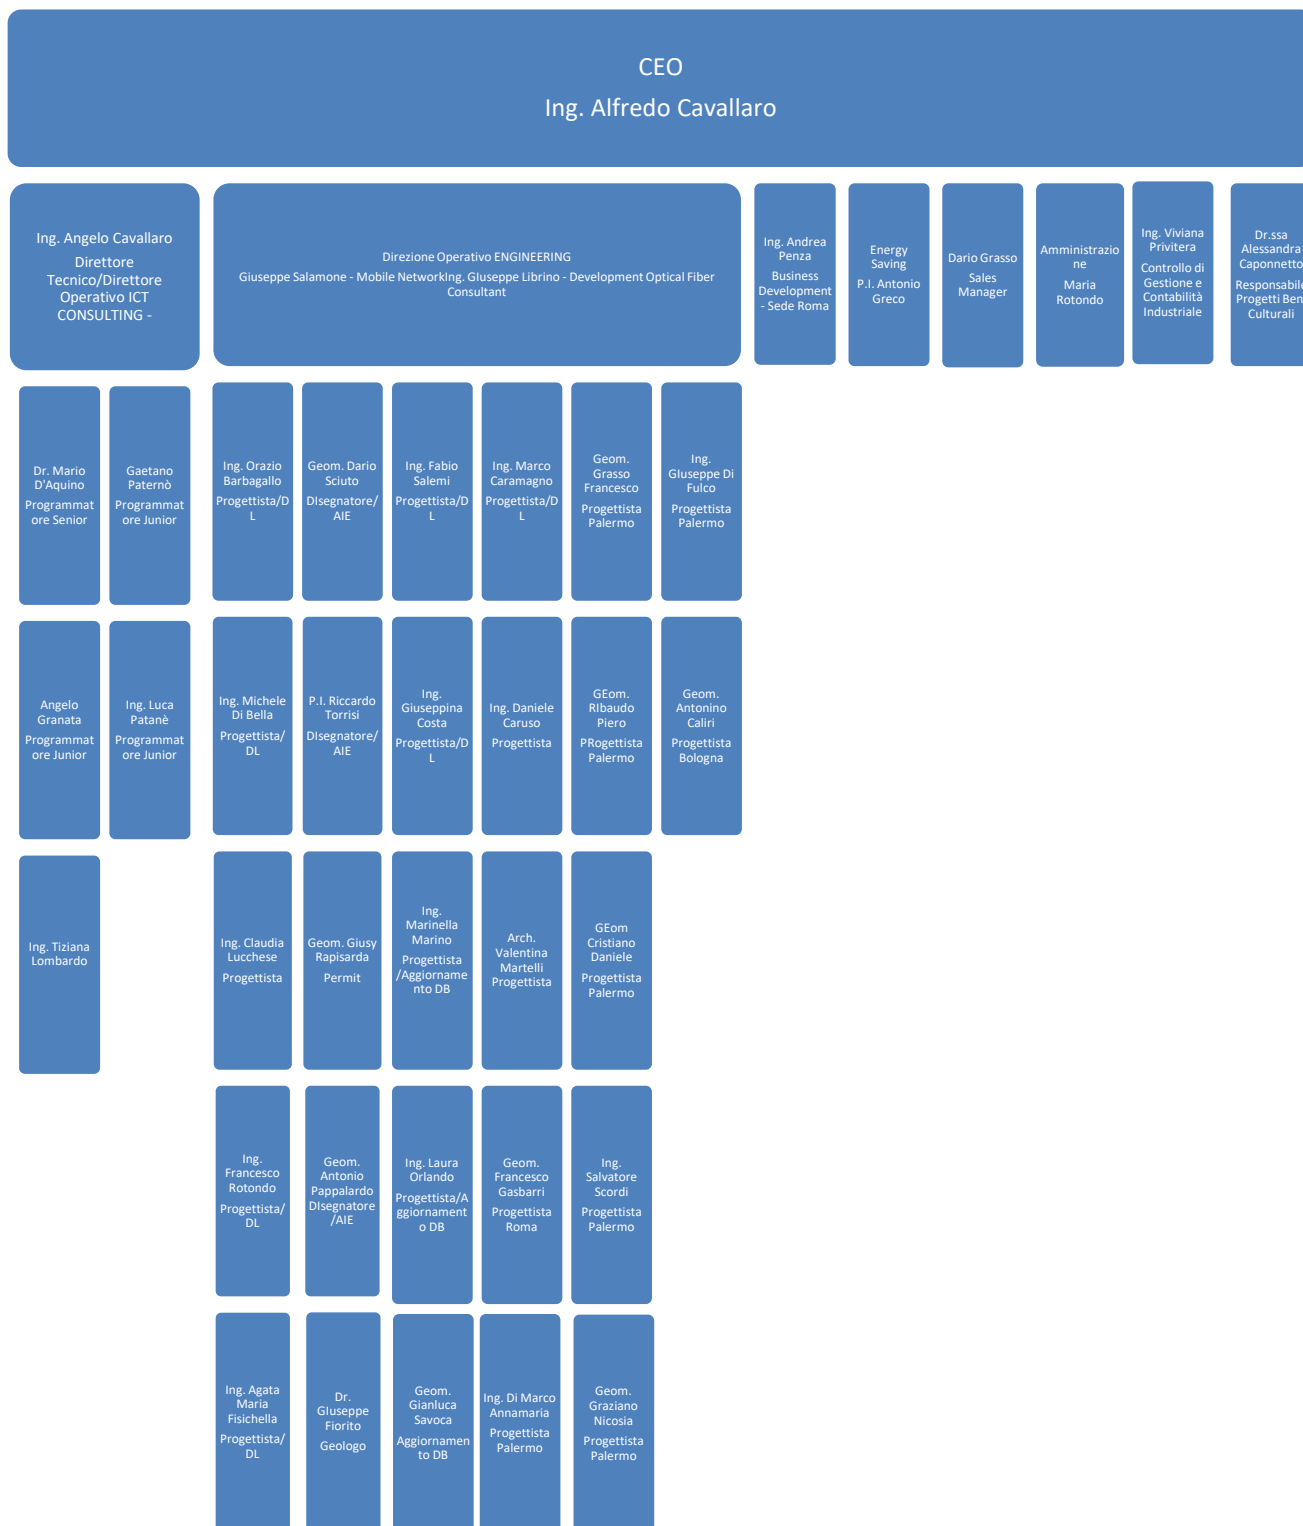 CEO
Ing. Alfredo Cavallaro
Ing. Angelo Cavallaro
Direttore
Tecnico/Direttore
Operativo ICT
CONSULTING -
Direzione Operativo ENGINEERING
Giuseppe Salamone - Mobile NetworkIng. GIuseppe Librino - Development Optical Fiber
Consultant
Ing. Andrea
Penza
Business
Development
- Sede Roma
Energy
Saving
P.I. Antonio
Greco
Dario Grasso
Sales
Manager
Amministrazio
ne
Maria
Rotondo
Ing. Viviana
Privitera
Controllo di
Gestione e
Contabilità
Industriale
Dr.ssa
Alessandra
Caponnetto
Responsabile
Progetti Beni
Culturali
Dr. Mario
D'Aquino
Programmat
ore Senior
Gaetano
Paternò
Programmat
ore Junior
Ing. Orazio
Barbagallo
Progettista/D
L
Geom. Dario
Sciuto
DIsegnatore/
AIE
Ing. Fabio
Salemi
Progettista/D
L
Ing. Marco
Caramagno
Progettista/D
L
Geom.
Grasso
Francesco
Progettista
Palermo
Ing.
GIuseppe Di
Fulco
Progettista
Palermo
Angelo
Granata
Programmat
ore Junior
Ing. Luca
Patanè
Programmat
ore Junior
Ing. Michele
Di Bella
Progettista/
DL
P.I. Riccardo
Torrisi
DIsegnatore/
AIE
Ing.
Giuseppina
Costa
Progettista/D
L
Ing. Daniele
Caruso
Progettista
GEom.
RIbaudo
Piero
PRogettista
Palermo
Geom.
Antonino
Caliri
Progettista
Bologna
Ing. Tiziana
Lombardo
Ing. Claudia
Lucchese
Progettista
Geom. Giusy
Rapisarda
Permit
Ing.
Marinella
Marino
Progettista
/Aggiorname
nto DB
Arch.
Valentina
Martelli
Progettista
GEom
Cristiano
Daniele
Progettista
Palermo
Ing.
Francesco
Rotondo
Progettista/
DL
Geom.
Antonio
Pappalardo
DIsegnatore
/AIE
Ing. Laura
Orlando
Progettista/A
ggiornament
o DB
Geom.
Francesco
Gasbarri
Progettista
Roma
Ing.
Salvatore
Scordi
Progettista
Palermo
Ing. Agata
Maria
Fisichella
Progettista/
DL
Dr.
GIuseppe
Fiorito
Geologo
Geom.
Gianluca
Savoca
Aggiornamen
to DB
Ing. Di Marco
Annamaria
Progettista
Palermo
Geom.
Graziano
Nicosia
Progettista
Palermo